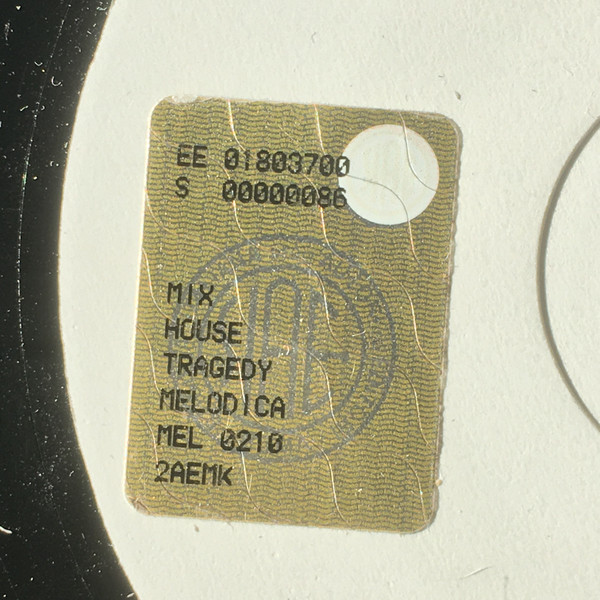 EE 01803700
S 00000086
MIX
HOUSE
TRAGEDY
MELODICA
MEL 0210
2AEMK